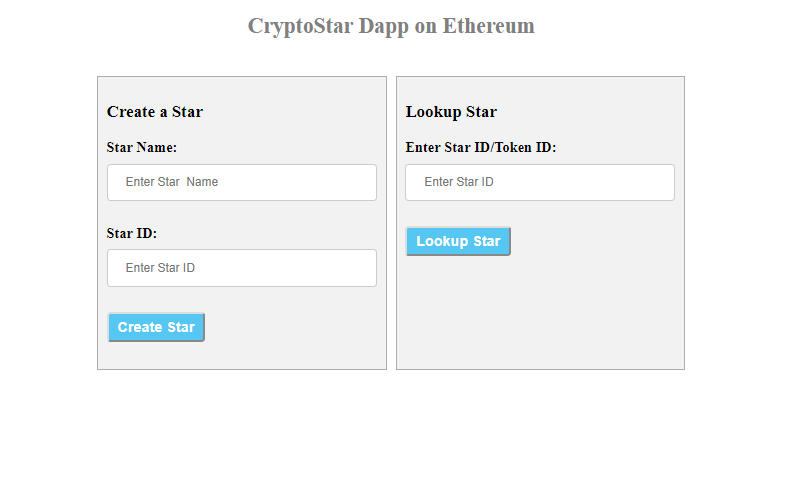 CryptoStar Dapp on Ethereum
Create a Star
Star Name:
Enter Star  Name
Star ID:
Enter Star ID
Create Star
Lookup Star
Enter Star ID/Token ID:
Enter Star ID
Lookup Star